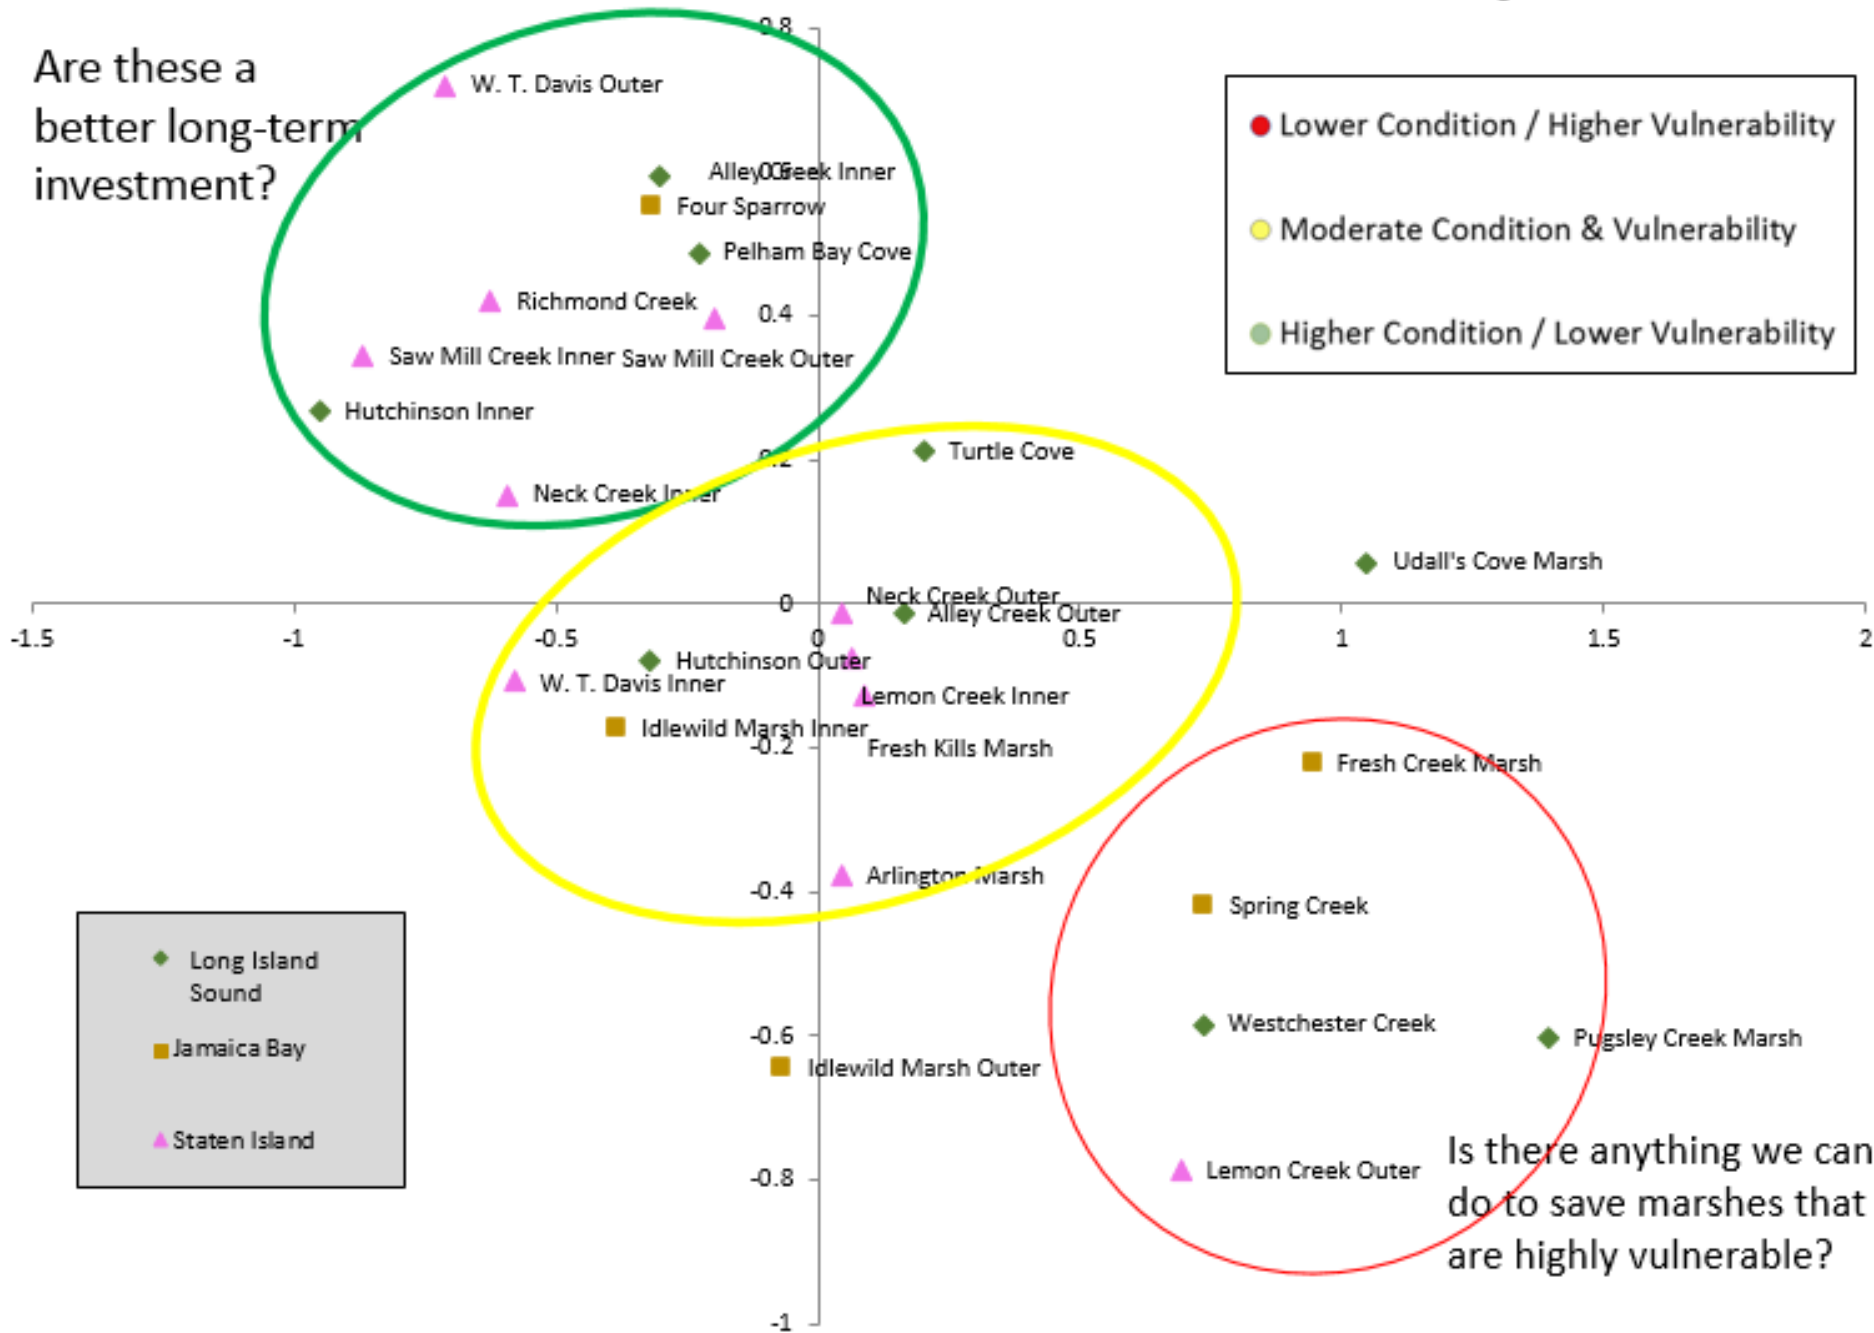 Are these a
better long-term
investment?
0.8
W. T. Davis Outer
Lower Condition / Higher Vulnerability
Alley Creek Inner
0.6
Four Sparrow
Moderate Condition & Vulnerability
Pelham Bay Cove
Richmond Creek
0.4
Higher Condition / Lower Vulnerability
Saw Mill Creek Inner
Saw Mill Creek Outer
Hutchinson Inner
Turtle Cove
0.2
Neck Creek Inner
Udall's Cove Marsh
Neck Creek Outer
0
Alley Creek Outer
-1.5 -1 -0.5 0 0.5 1 1.5 2
Hutchinson Outer
W. T. Davis Inner
Lemon Creek Inner
Idlewild Marsh Inner
-0.2
Fresh Kills Marsh
Fresh Creek Marsh
Arlington Marsh
-0.4
Spring Creek
Long Island
Sound
Westchester Creek
-0.6
Pugsley Creek Marsh
Jamaica Bay
Idlewild Marsh Outer
Staten Island
Is there anything we can
do to save marshes that
are highly vulnerable?
Lemon Creek Outer
-0.8
-1